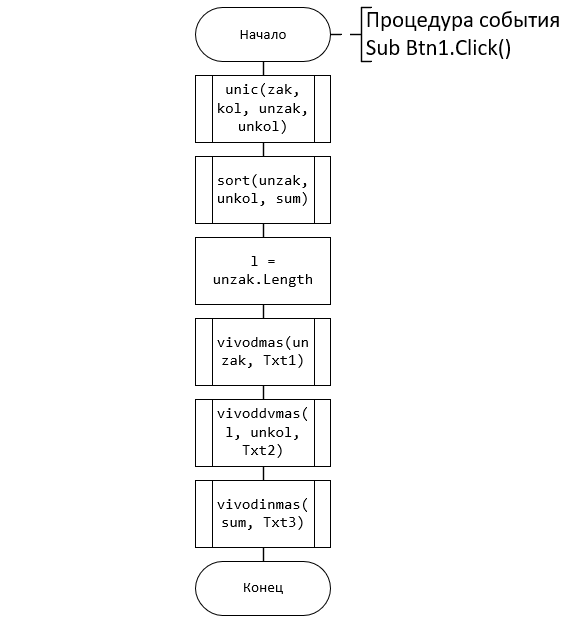 Начало
Процедура события
Sub Btn1.Click()
unic(zak,
kol, unzak,
unkol)
sort(unzak,
unkol, sum)
l =
unzak.Length
vivodmas(un
zak, Txt1)
vivoddvmas(
l, unkol,
Txt2)
vivodinmas(
sum, Txt3)
Конец